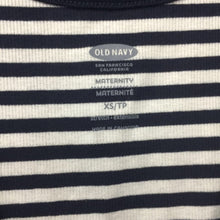 OLD NAVY
SAN FRANCISCO
CALIFORNIA
MATERNITY
MATERNITÉ
XS/TP